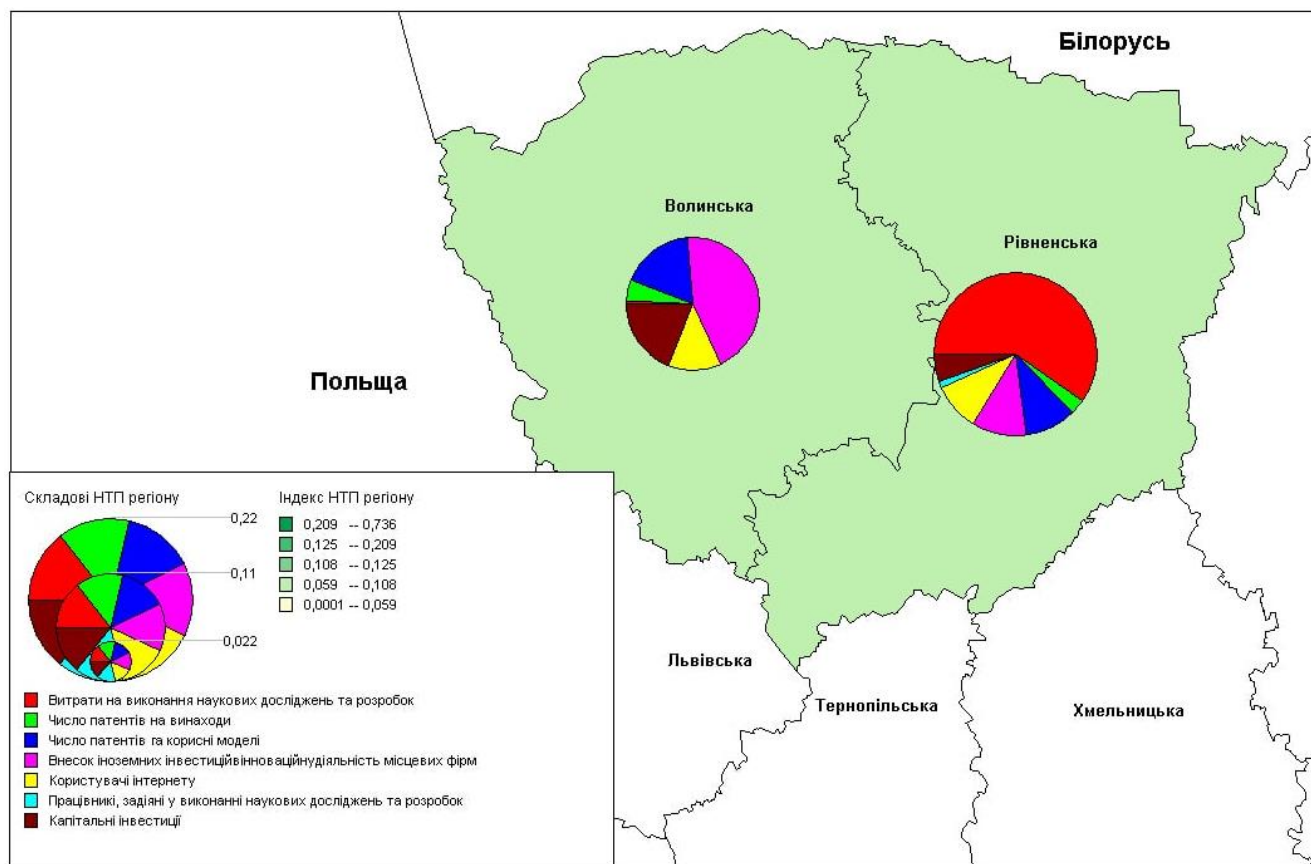 Білорусь
Волинська
Рівненська
Польща
Складові НТП регіону
0,22
0,11
0,022
Індекс НТП регіону
0,209 -- 0,736
0,125 -- 0,209
0,108 -- 0,125
0,059 -- 0,108
0,0001 -- 0,059
Витрати на виконання наукових досліджень та розробок
Число патентів на винаходи
Число патентів га корисні моделі
Внесок іноземних інвестиційвінноваційнудіяльність місцевих фірм
Користувачі інтернету
Працівникі, задіяні у виконанні наукових досліджень та розробок
Капітальні інвестиції
Львівська
Тернопільська
Хмельницька